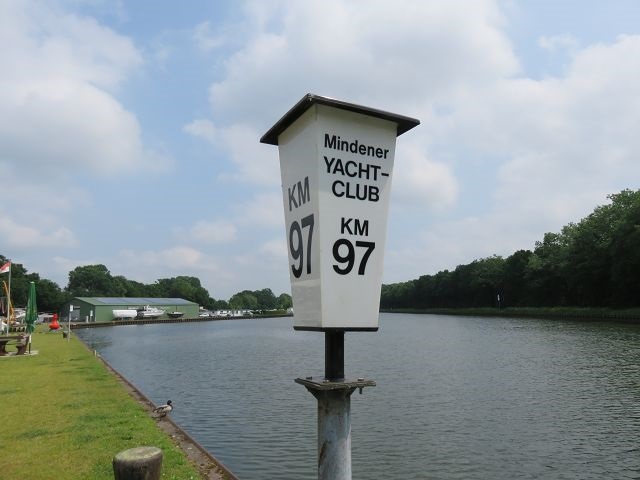 KM
97
Mindener
YACHT-
CLUB
KM
97